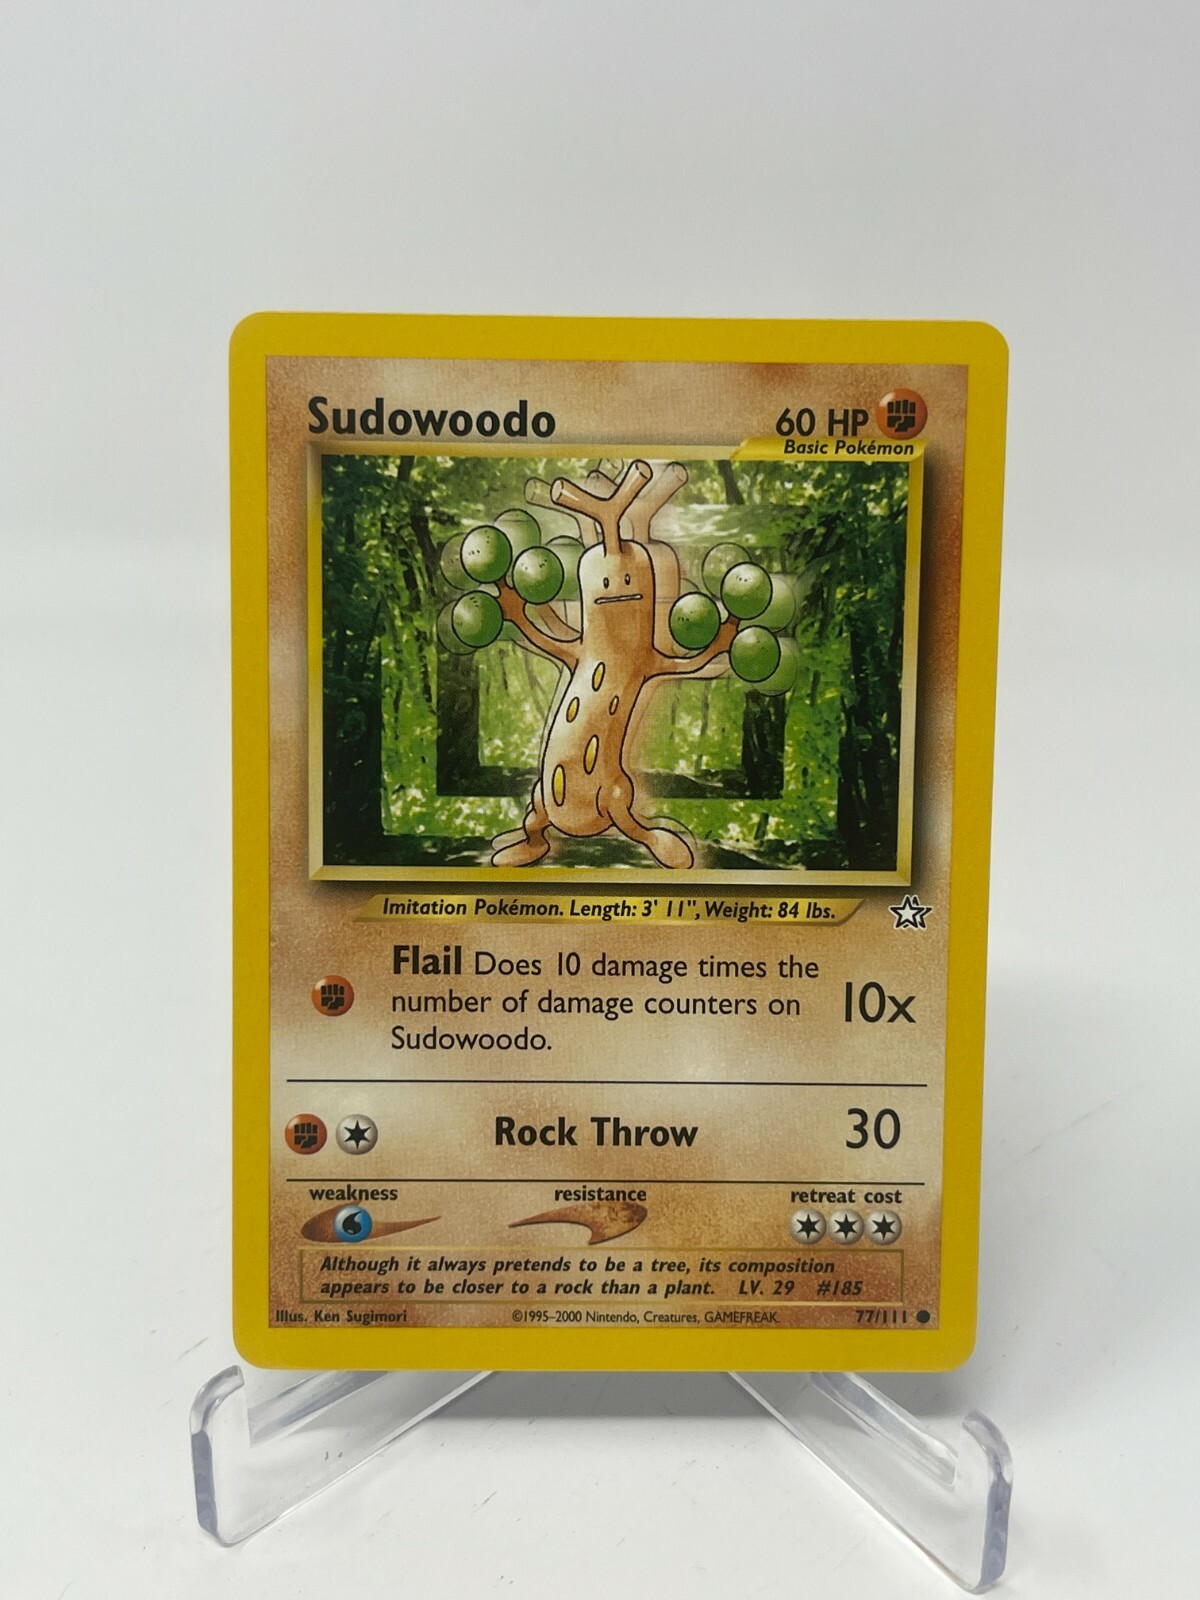 Sudowoodo
60 HP
Basic Pokémon
Imitation Pokémon. Length: 3' 11", Weight: 84 lbs.
Flail Does 10 damage times the
number of damage counters on
Sudowoodo.
10x
Rock Throw 30
weakness resistance retreat cost
Although it always pretends to be a tree, its composition
appears to be closer to a rock than a plant. LV. 29 #185
Illus. Ken Sugimori ©1995–2000 Nintendo, Creatures, GAMEFREAK. 77/111